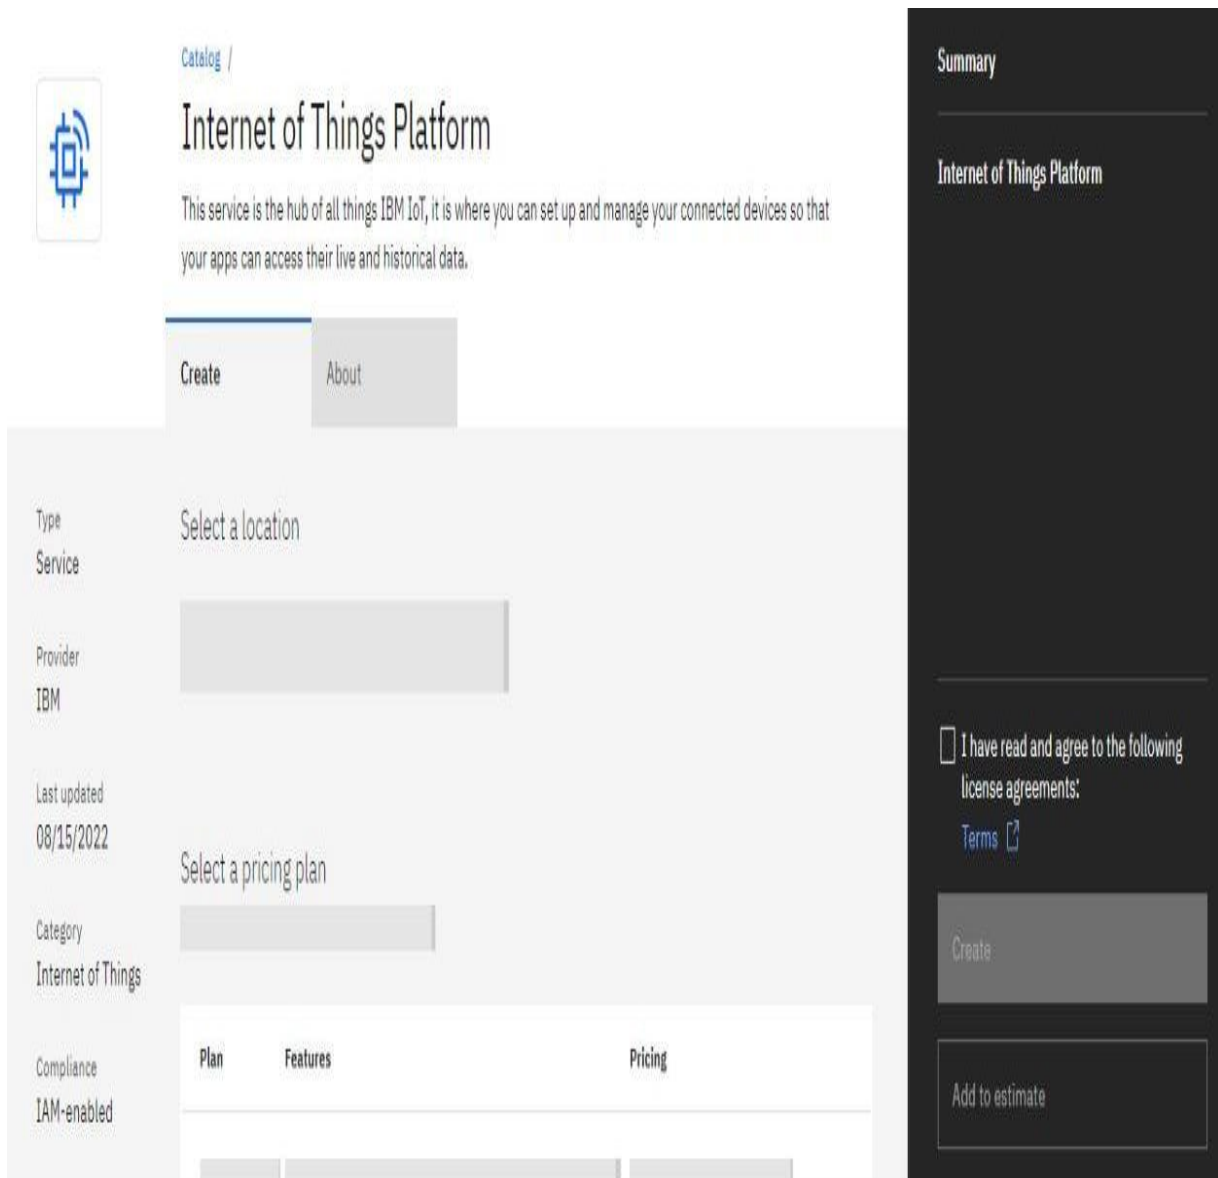 Catalog /
Internet of Things Platform
This service is the hub of all things IBM IoT, it is where you can set up and manage your connected devices so that
your apps can access their live and historical data.
Create
About
Type
Service
Provider
IBM
Last updated
08/15/2022
Category
Internet of Things
Compliance
IAM-enabled
Select a location
Select a pricing plan
Plan
Features
Pricing
Summary
Internet of Things Platform
I have read and agree to the following
license agreements:
Terms
Create
Add to estimate